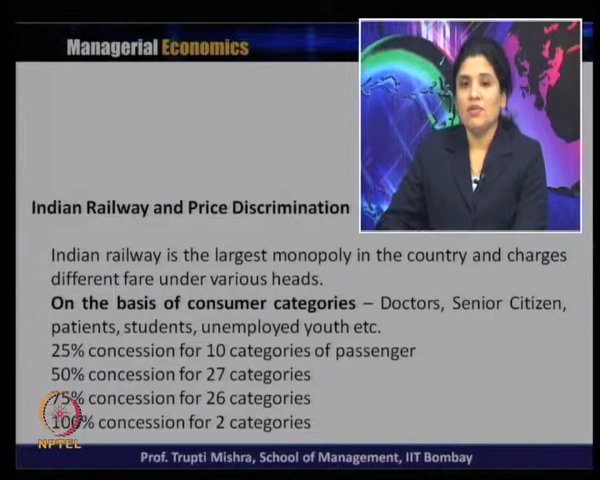 Managerial Economics
Indian Railway and Price Discrimination
Indian railway is the largest monopoly in the country and charges
different fare under various heads.
On the basis of consumer categories – Doctors, Senior Citizen,
patients, students, unemployed youth etc.
25% concession for 10 categories of passenger
50% concession for 27 categories
75% concession for 26 categories
100% concession for 2 categories
NPTEL
Prof. Trupti Mishra, School of Management, IIT Bombay